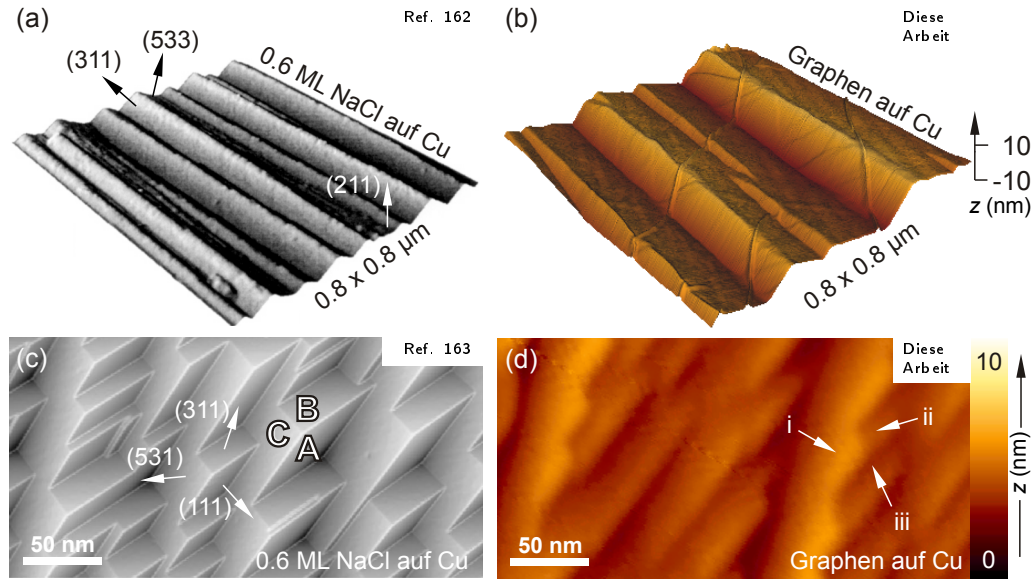 (a)
Ref. 162
(533)
(311)
0.6 ML NaCl auf Cu
(211)
0.8 x 0.8 µm
(b)
Diese
Arbeit
Graphen auf Cu
10
-10
z (nm)
0.8 x 0.8 µm
(c)
Ref. 163
(311)
B
C
A
(531)
(111)
50 nm
0.6 ML NaCl auf Cu
(d)
Diese
Arbeit
10
i
ii
iii
z (nm)
50 nm
Graphen auf Cu
0